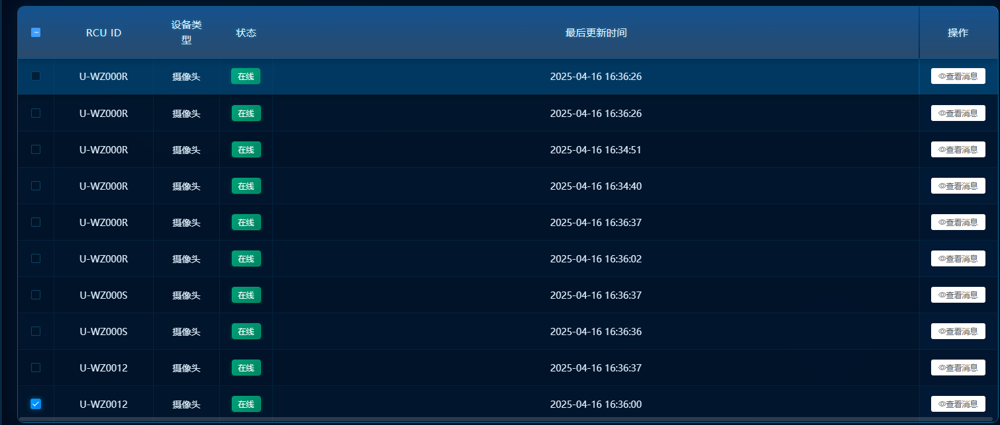 RCU ID 设备类型 状态 最后更新时间 操作
U-WZ000R 摄像头 在线 2025-04-16 16:36:26 查看消息
U-WZ000R 摄像头 在线 2025-04-16 16:36:26 查看消息
U-WZ000R 摄像头 在线 2025-04-16 16:34:51 查看消息
U-WZ000R 摄像头 在线 2025-04-16 16:34:40 查看消息
U-WZ000R 摄像头 在线 2025-04-16 16:36:37 查看消息
U-WZ000R 摄像头 在线 2025-04-16 16:36:02 查看消息
U-WZ000S 摄像头 在线 2025-04-16 16:36:37 查看消息
U-WZ000S 摄像头 在线 2025-04-16 16:36:36 查看消息
U-WZ0012 摄像头 在线 2025-04-16 16:36:37 查看消息
U-WZ0012 摄像头 在线 2025-04-16 16:36:00 查看消息